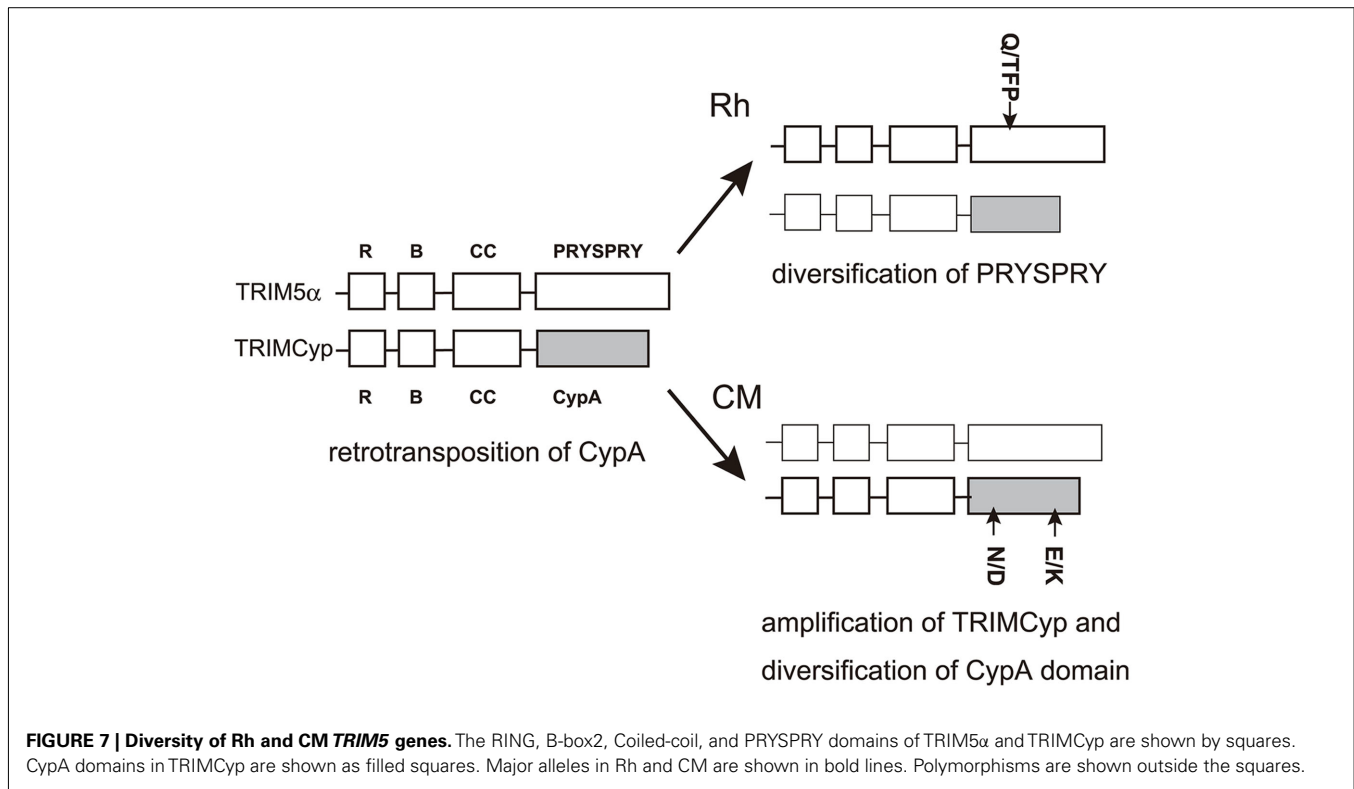 Q/TFP
Rh
diversification of PRYSPRY
R B CC PRYSPRY
TRIM5α
TRIMCyp
R B CC CypA
retrotransposition of CypA
CM
N/D E/K
amplification of TRIMCyp and
diversification of CypA domain
FIGURE 7 | Diversity of Rh and CM TRIM5 genes. The RING, B-box2, Coiled-coil, and PRYSPRY domains of TRIM5α and TRIMCyp are shown by squares.
CypA domains in TRIMCyp are shown as filled squares. Major alleles in Rh and CM are shown in bold lines. Polymorphisms are shown outside the squares.